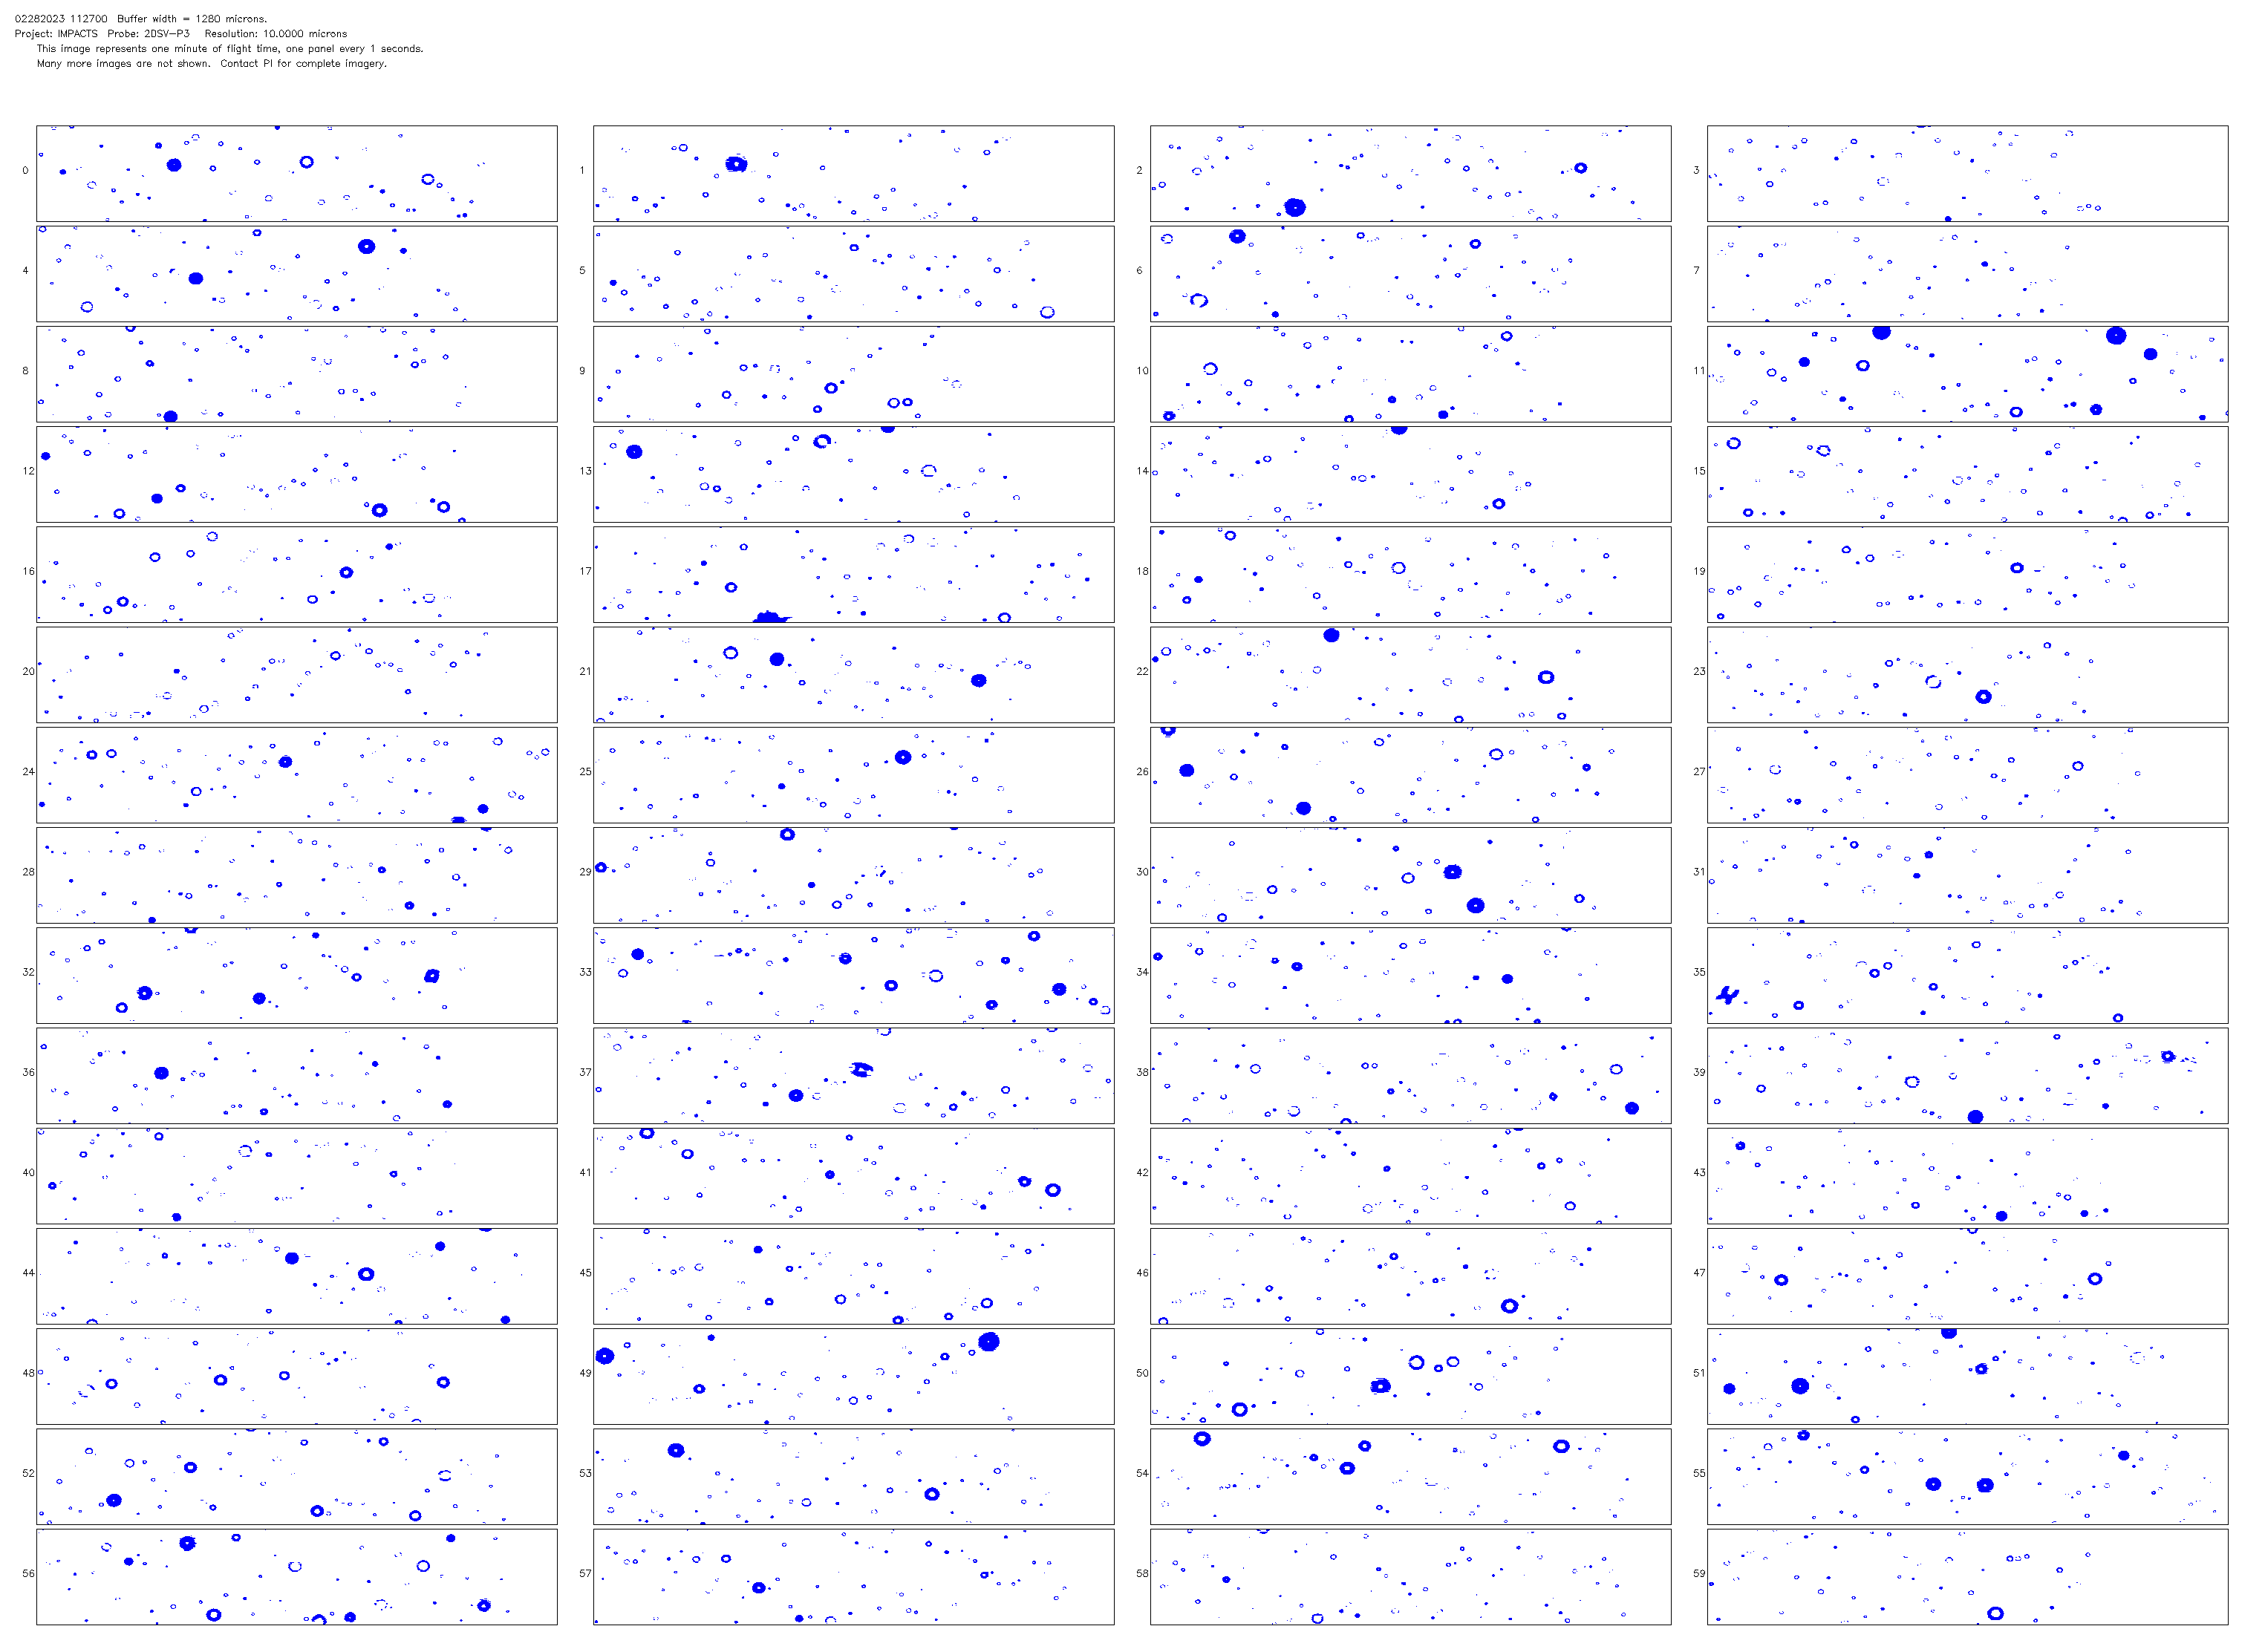 02282023 112700 Buffer width = 1280 microns.
Project: IMPACTS Probe: 2DSV-P3 Resolution: 10.0000 microns
This image represents one minute of flight time, one panel every 1 seconds.
Many more images are not shown. Contact PI for complete imagery.
0 1 2 3
4 5 6 7
8 9 10 11
12 13 14 15
16 17 18 19
20 21 22 23
24 25 26 27
28 29 30 31
32 33 34 35
36 37 38 39
40 41 42 43
44 45 46 47
48 49 50 51
52 53 54 55
56 57 58 59